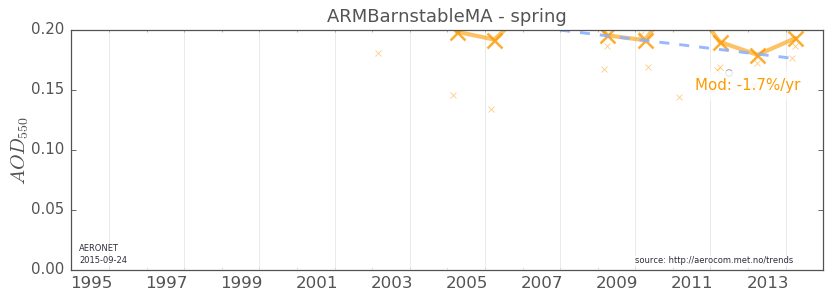 ARMBarnstableMA - spring
0.20
0.15
0.10
0.05
0.00
AOD550
Mod: -1.7%/yr
AERONET
2015-09-24
source: http://aerocom.met.no/trends
1995 1997 1999 2001 2003 2005 2007 2009 2011 2013